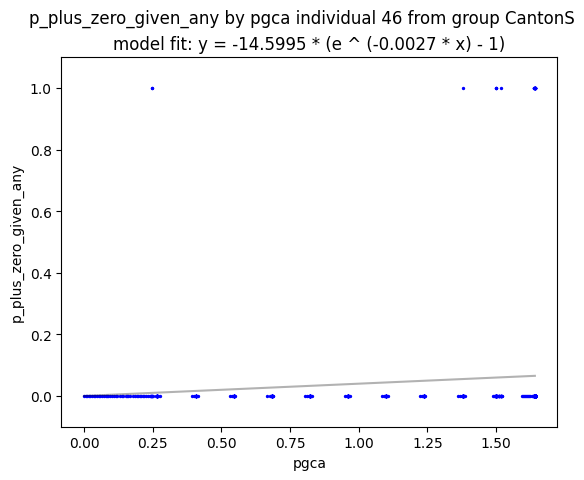 p_plus_zero_given_any by pgca individual 46 from group CantonS
model fit: y = -14.5995 * (e ^ (-0.0027 * x) - 1)
1.0
0.8
0.6
0.4
0.2
0.0
p_plus_zero_given_any
0.00 0.25 0.50 0.75 1.00 1.25 1.50
pgca